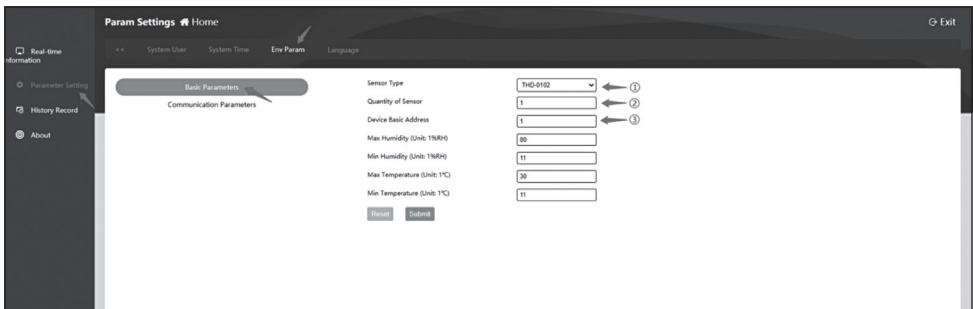 Param Settings Home
Exit
Real-time
nformation
Parameter Setting
History Record
About
<< System User System Time Env Param Language
Basic Parameters
Communication Parameters
Sensor Type THD-0102 ①
Quantity of Sensor 1 ②
Device Basic Address 1 ③
Max Humidity (Unit: 1%RH) 80
Min Humidity (Unit: 1%RH) 11
Max Temperature (Unit: 1°C) 30
Min Temperature (Unit: 1°C) 11
Reset Submit